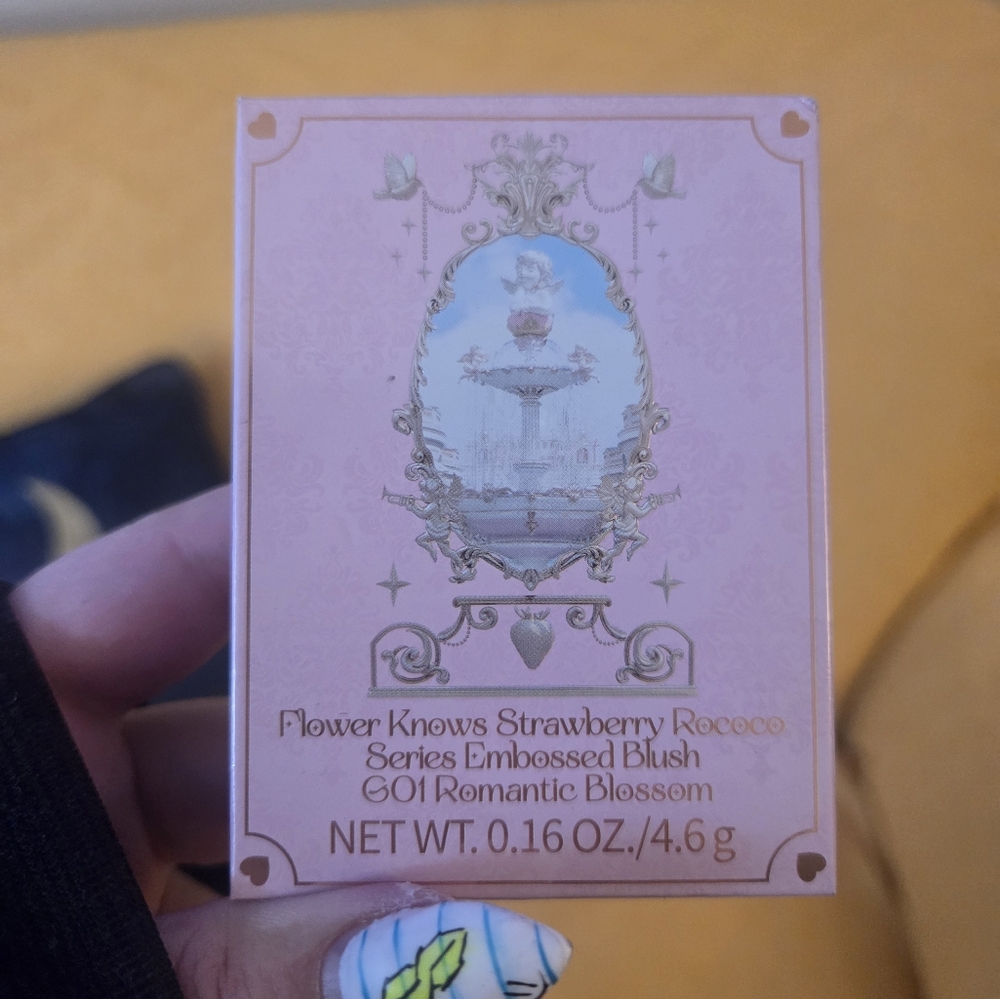 Flower Knows Strawberry Rococo
Series Embossed Blush
G01 Romantic Blossom
NET WT. 0.16 OZ./4.6 g